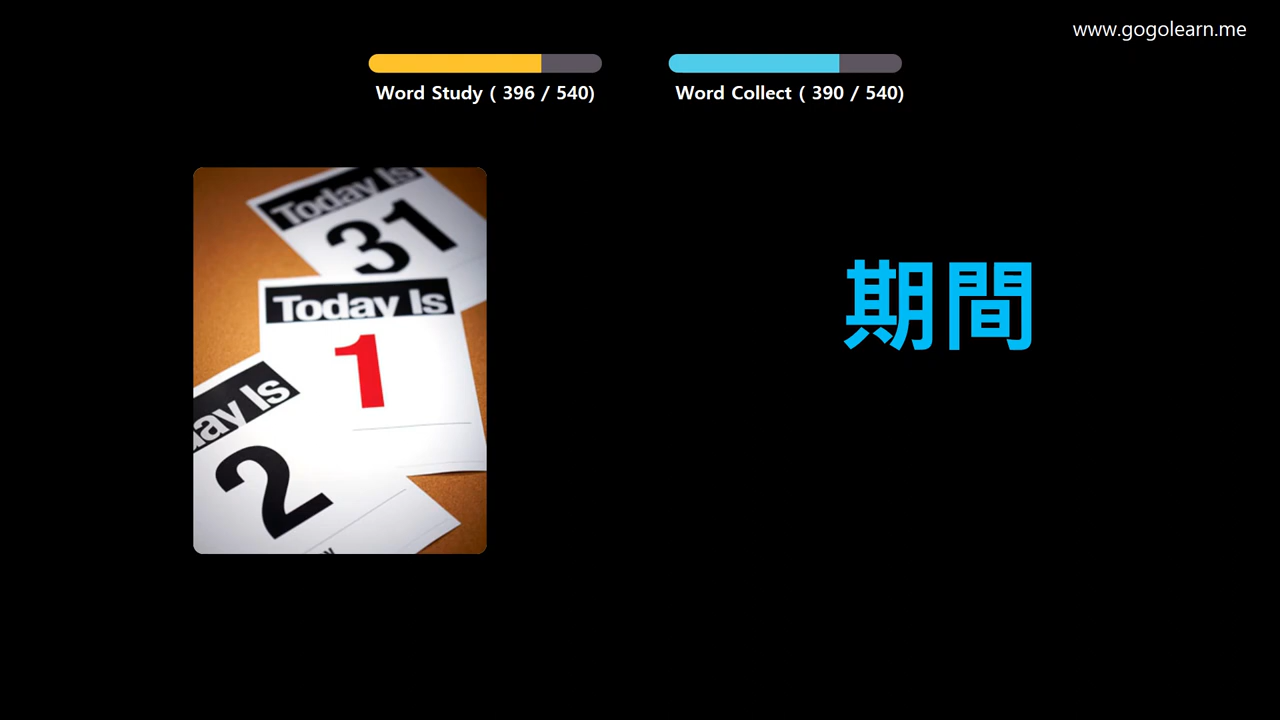 www.gogolearn.me
Word Study ( 396 / 540)
Word Collect ( 390 / 540)
Today Is
31
Today Is
1
day Is
2
期間